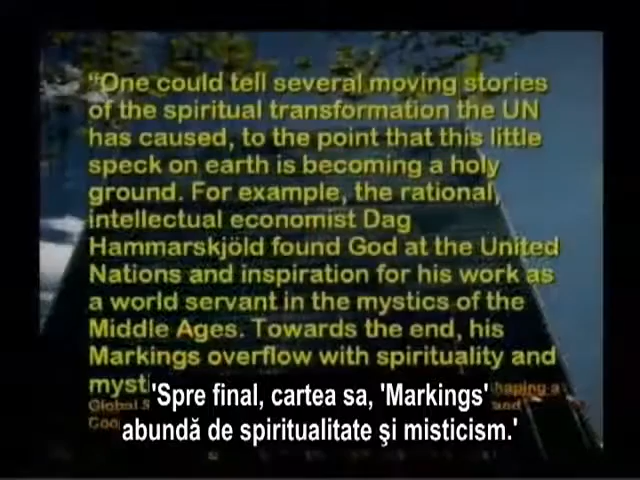 “One could tell several moving stories
of the spiritual transformation the UN
has caused, to the point that this little
speck on earth is becoming a holy
ground. For example, the rational,
intellectual economist Dag
Hammarskjöld found God at the United
Nations and inspiration for his work as
a world servant in the mystics of the
Middle Ages. Towards the end, his
Markings overflow with spirituality and
'Spre final, cartea sa, 'Markings'
abundă de spiritualitate şi misticism.'